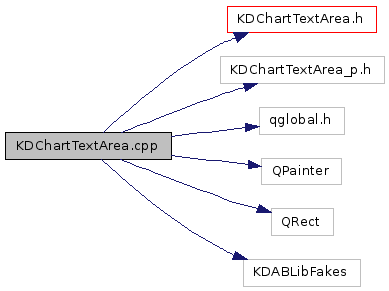 KDChartTextArea.h
KDChartTextArea_p.h
qglobal.h
KDChartTextArea.cpp
QPainter
QRect
KDABLibFakes